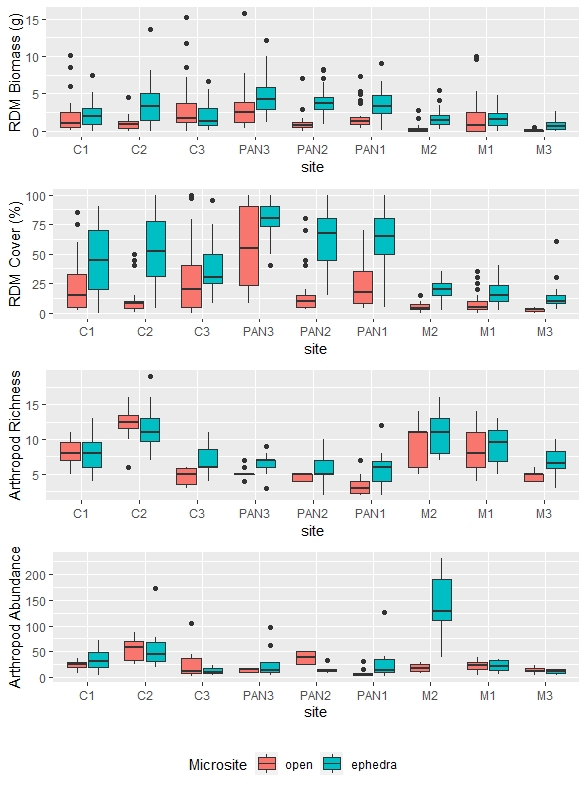 RDM Biomass (g)
15
10
5
0
C1 C2 C3 PAN3 PAN2 PAN1 M2 M1 M3
site
RDM Cover (%)
100
75
50
25
0
C1 C2 C3 PAN3 PAN2 PAN1 M2 M1 M3
site
Arthropod Richness
15
10
5
C1 C2 C3 PAN3 PAN2 PAN1 M2 M1 M3
site
Arthropod Abundance
200
150
100
50
0
C1 C2 C3 PAN3 PAN2 PAN1 M2 M1 M3
site
Microsite open ephedra